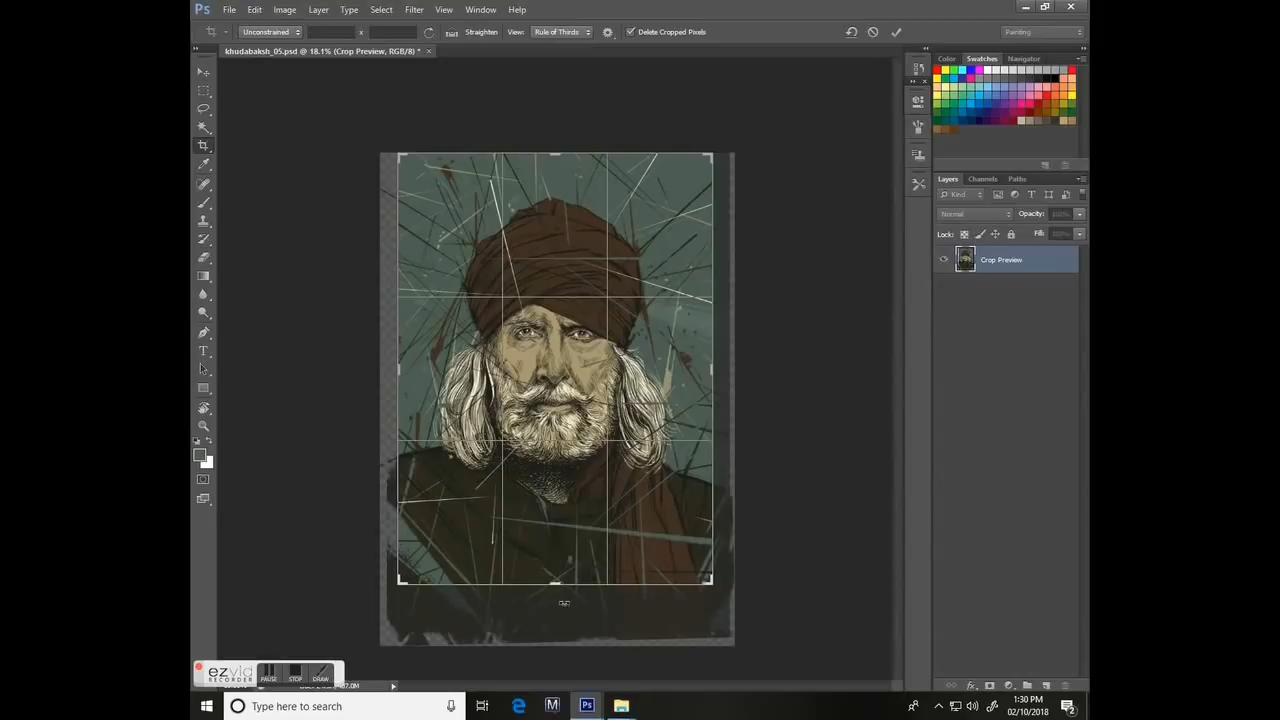 Ps File Edit Image Layer Type Select Filter View Window Help
Unconstrained x Straighten View: Rule of Thirds Delete Cropped Pixels Painting
khudabaksh_05.psd @ 18.1% (Crop Preview, RGB/8) * ×
Color Swatches Navigator
Layers Channels Paths
Kind
Normal Opacity: 100%
Lock: Fill: 100%
Crop Preview
ezvid
RECORDER
PAUSE STOP DRAW
Type here to search
1:30 PM
02/10/2018